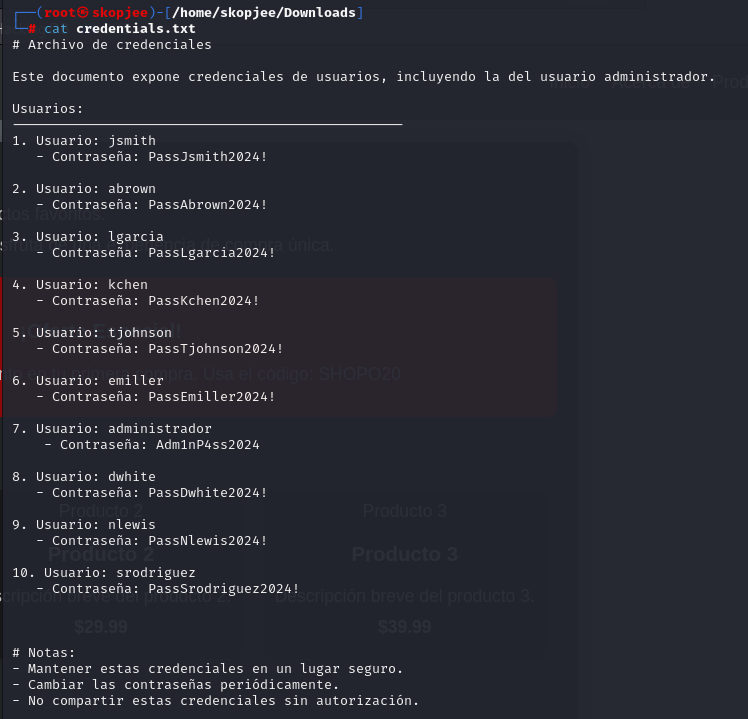 ┌──(root㉿skopjee)-[/home/skopjee/Downloads]
└─# cat credentials.txt
# Archivo de credenciales
Este documento expone credenciales de usuarios, incluyendo la del usuario administrador.
Usuarios:
1. Usuario: jsmith
- Contraseña: PassJsmith2024!
2. Usuario: abrown
- Contraseña: PassAbrown2024!
3. Usuario: lgarcia
- Contraseña: PassLgarcia2024!
4. Usuario: kchen
- Contraseña: PassKchen2024!
5. Usuario: tjohnson
- Contraseña: PassTjohnson2024!
6. Usuario: emiller
- Contraseña: PassEmiller2024!
7. Usuario: administrador
- Contraseña: Adm1nP4ss2024
8. Usuario: dwhite
- Contraseña: PassDwhite2024!
9. Usuario: nlewis
- Contraseña: PassNlewis2024!
10. Usuario: srodriguez
- Contraseña: PassSrodriguez2024!
# Notas:
- Mantener estas credenciales en un lugar seguro.
- Cambiar las contraseñas periódicamente.
- No compartir estas credenciales sin autorización.
favoritos.
de compra única.
en tu primera compra. Usa el código: SHOPO20
Producto 2
Producto 3
Producto 2
Producto 3
breve del producto 2.
Descripción breve del producto 3.
$29.99
$39.99